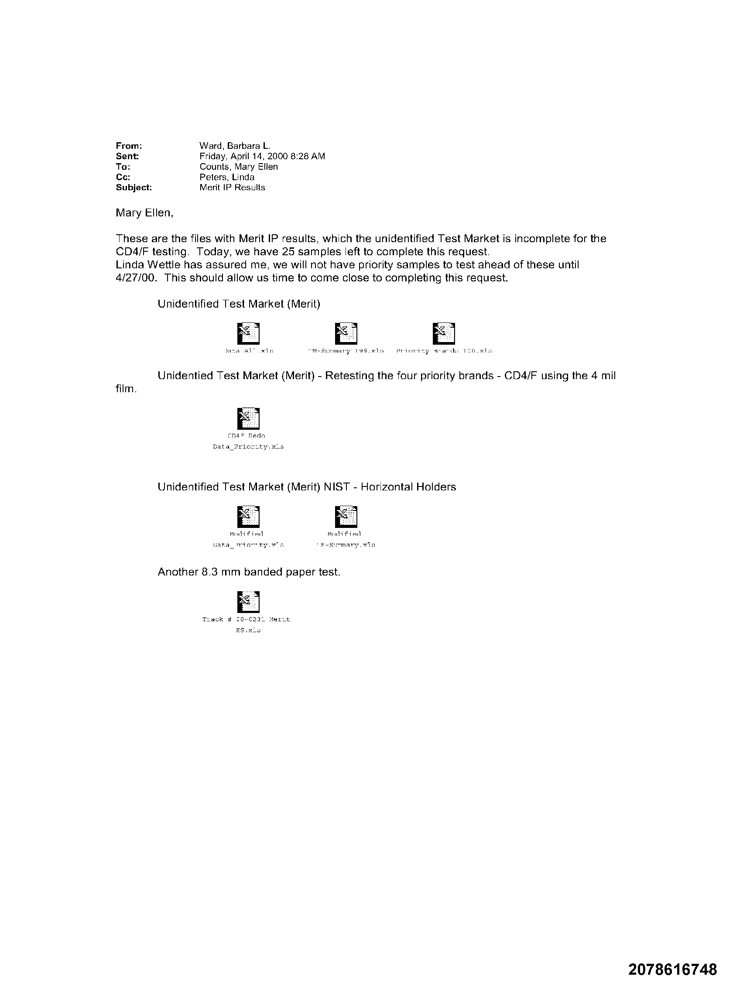 From: Ward, Barbara L.
Sent: Friday, April 14, 2000 8:28 AM
To: Counts, Mary Ellen
Cc: Peters, Linda
Subject: Merit IP Results
Mary Ellen,
These are the files with Merit IP results, which the unidentified Test Market is incomplete for the
CD4/F testing. Today, we have 25 samples left to complete this request.
Linda Wettle has assured me, we will not have priority samples to test ahead of these until
4/27/00. This should allow us time to come close to completing this request.
Unidentified Test Market (Merit)
Data All.xls TM-Summary 199.xls Priority Brands 100.xls
Unidentied Test Market (Merit) - Retesting the four priority brands - CD4/F using the 4 mil
film.
CD4F Redo
Data_Priority.xls
Unidentified Test Market (Merit) NIST - Horizontal Holders
Modified Modified
Data_Priority.xls TM-Summary.xls
Another 8.3 mm banded paper test.
Track # 00-0231 Merit
KS.xls
2078616748